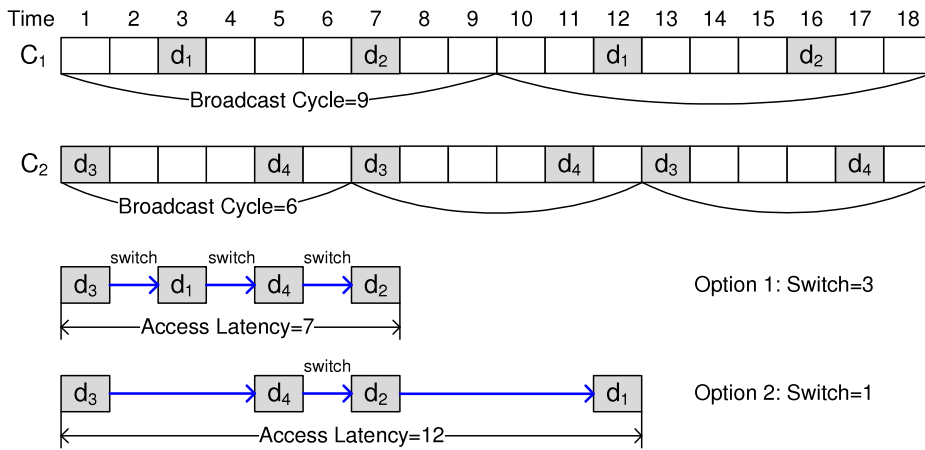 Time 1 2 3 4 5 6 7 8 9 10 11 12 13 14 15 16 17 18
C₁ d₁ d₂ d₁ d₂
Broadcast Cycle=9
C₂ d₃ d₄ d₃ d₄ d₃ d₄
Broadcast Cycle=6
switch switch switch
d₃ d₁ d₄ d₂ Option 1: Switch=3
Access Latency=7
switch
d₃ d₄ d₂ d₁ Option 2: Switch=1
Access Latency=12